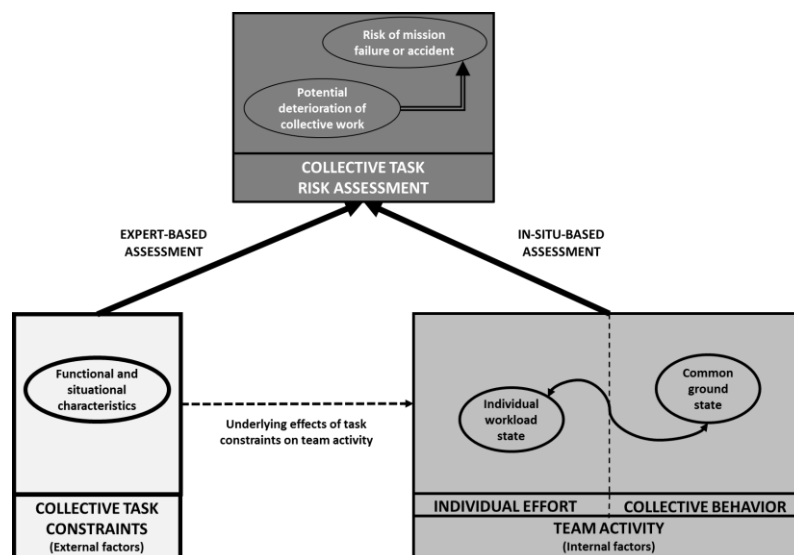 Risk of mission
failure or accident
Potential
deterioration of
collective work
COLLECTIVE TASK
RISK ASSESSMENT
EXPERT-BASED
ASSESSMENT
IN-SITU-BASED
ASSESSMENT
Functional and
situational
characteristics
Underlying effects of task
constraints on team activity
Individual
workload
state
Common
ground
state
COLLECTIVE TASK
CONSTRAINTS
(External factors)
INDIVIDUAL EFFORT
COLLECTIVE BEHAVIOR
TEAM ACTIVITY
(Internal factors)